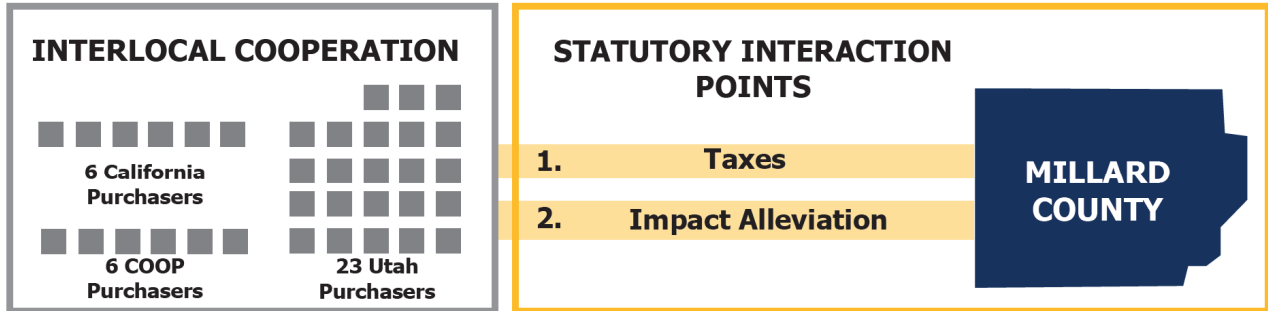 INTERLOCAL COOPERATION
6 California
Purchasers
6 COOP
Purchasers
23 Utah
Purchasers
STATUTORY INTERACTION
POINTS
1. Taxes
2. Impact Alleviation
MILLARD
COUNTY